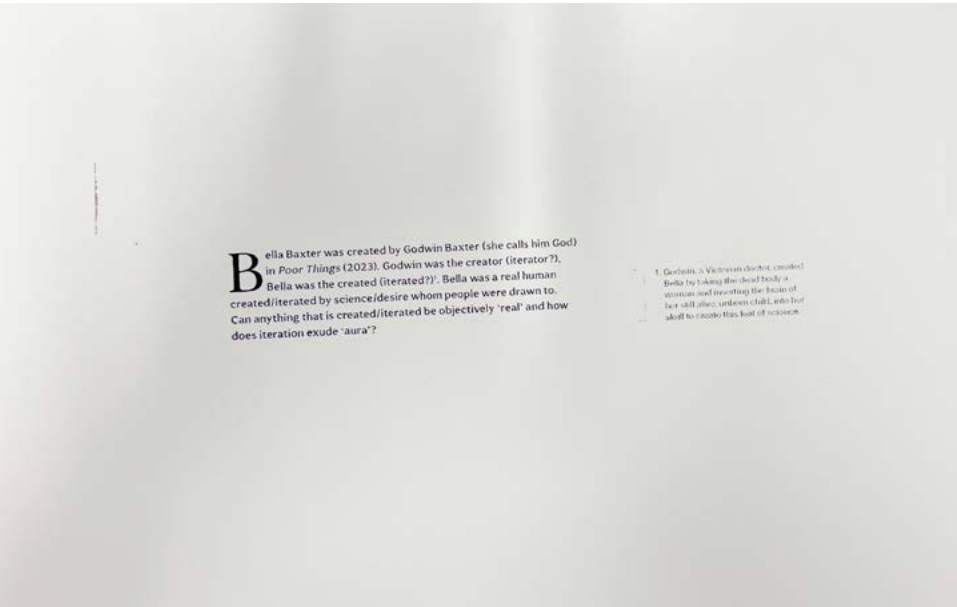 Bella Baxter was created by Godwin Baxter (she calls him God)
in Poor Things (2023). Godwin was the creator (iterator?),
Bella was the created (iterated?)¹. Bella was a real human
created/iterated by science/desire whom people were drawn to.
Can anything that is created/iterated be objectively ‘real’ and how
does iteration exude ‘aura’?
1. Godwin, a Victorian doctor, created
Bella by taking the dead body a
woman and inserting the brain of
her still alive, unborn child, into her
skull to create this feat of science.